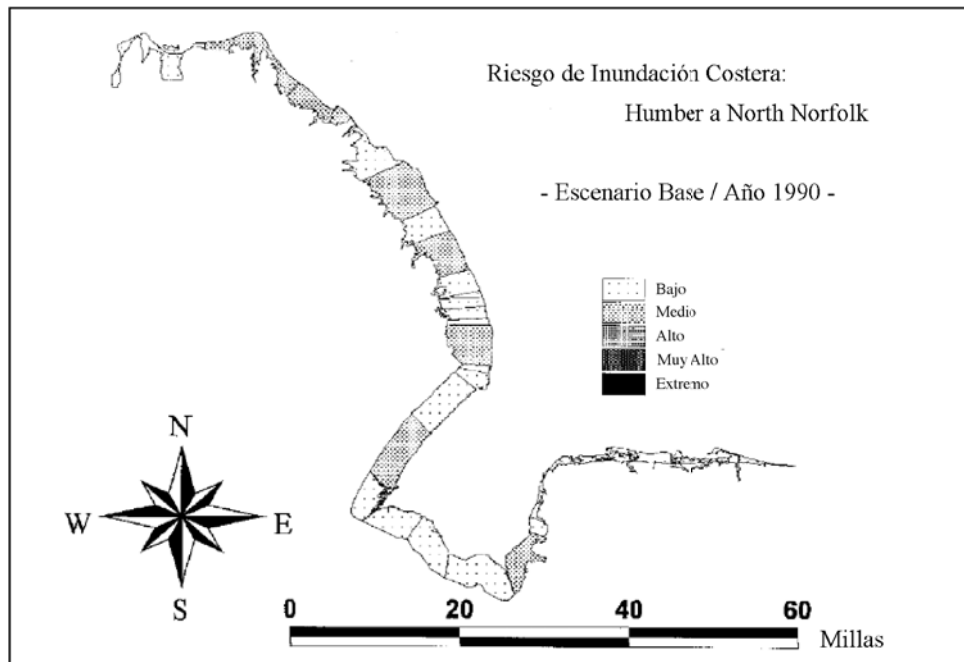 Riesgo de Inundación Costera:
Humber a North Norfolk
- Escenario Base / Año 1990 -
Bajo
Medio
Alto
Muy Alto
Extremo
N
W E
S
0 20 40 60
Millas